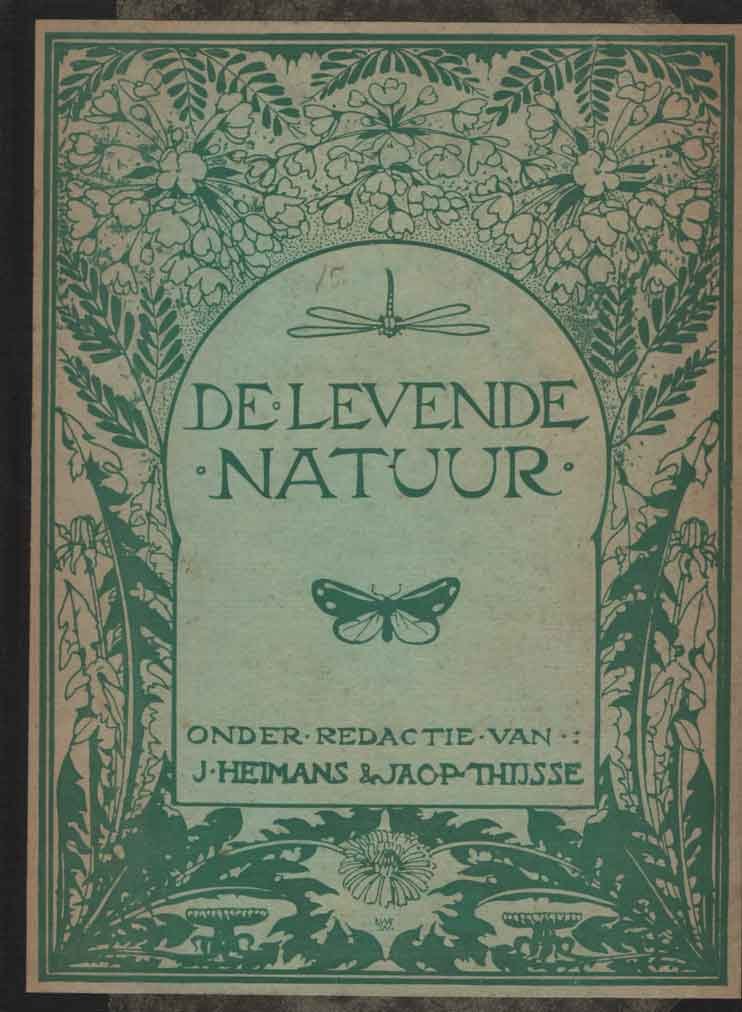 15.
DE·LEVENDE
·NATUUR·
ONDER·REDACTIE·VAN·:
J·HEIMANS & JAC·P·THIJSSE